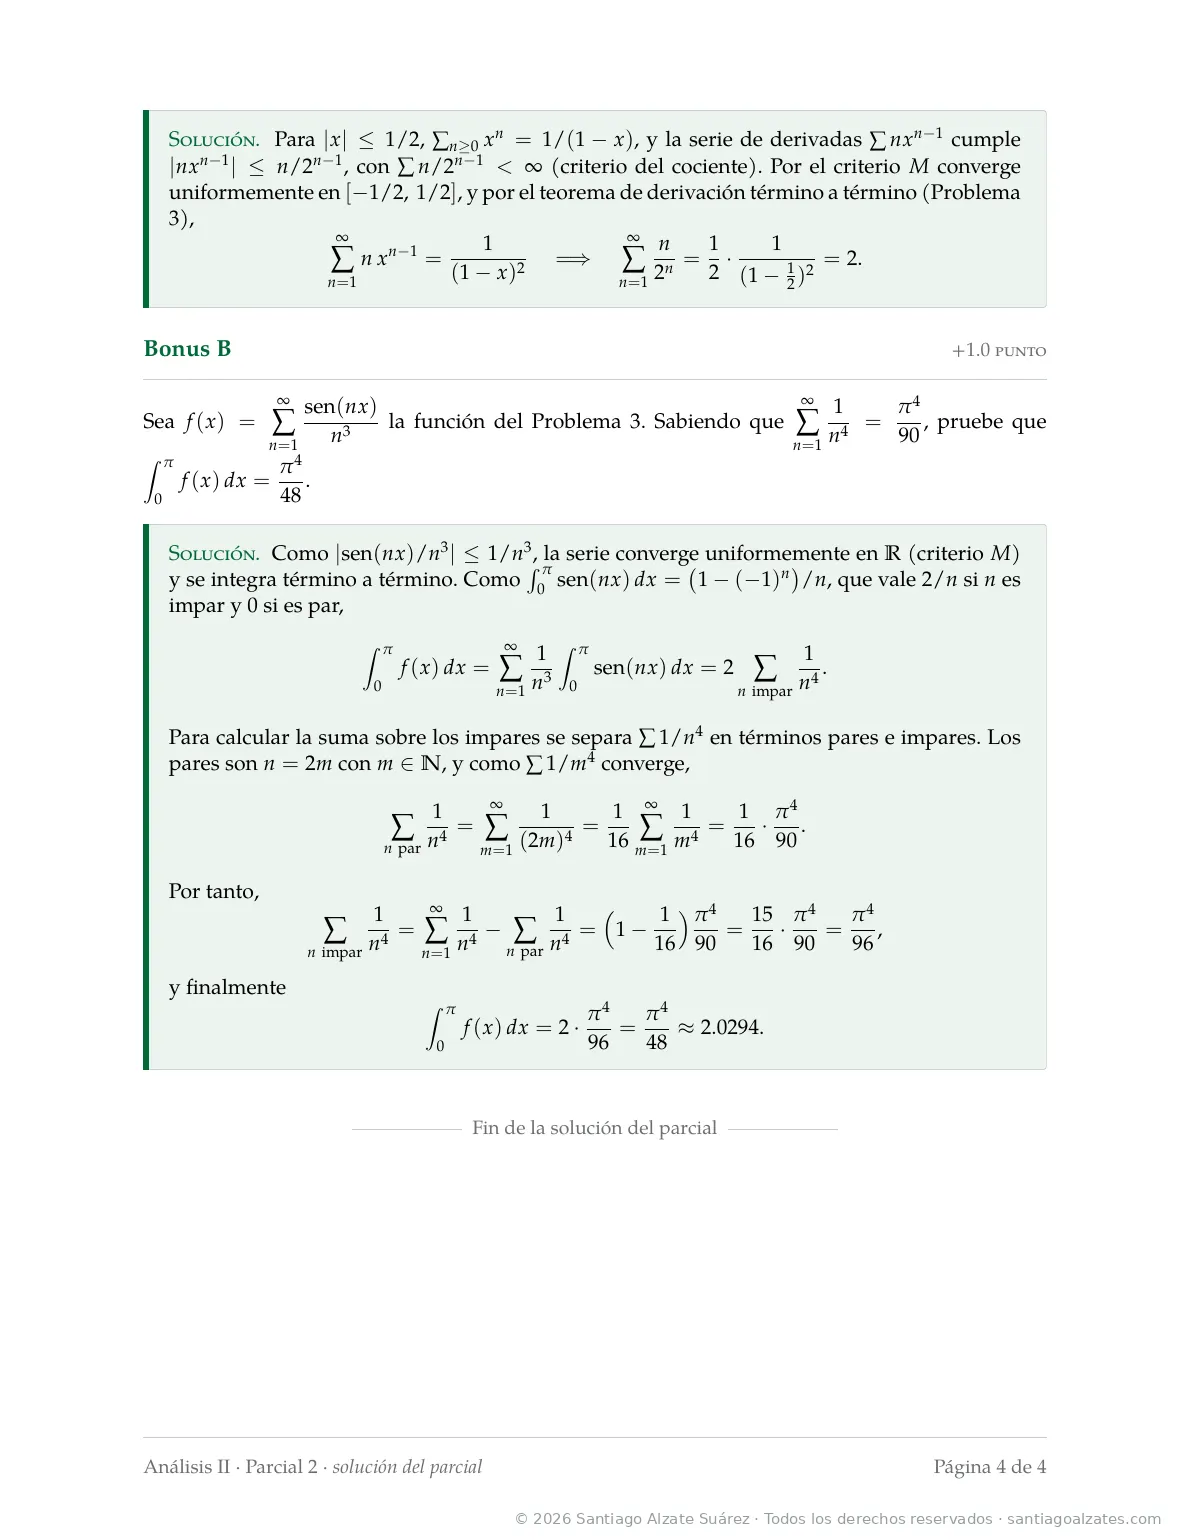 Solución. Para |x| ≤ 1/2, ∑_{n≥0} x^n = 1/(1 − x), y la serie de derivadas ∑ nx^{n−1} cumple
|nx^{n−1}| ≤ n/2^{n−1}, con ∑ n/2^{n−1} < ∞ (criterio del cociente). Por el criterio M converge
uniformemente en [−1/2, 1/2], y por el teorema de derivación término a término (Problema
3),
∑_{n=1}^{∞} n x^{n−1} = 1/(1 − x)^2 ⟹ ∑_{n=1}^{∞} n/2^n = 1/2 · 1/(1 − 1/2)^2 = 2.
Bonus B +1.0 punto
Sea f(x) = ∑_{n=1}^{∞} sen(nx)/n^3 la función del Problema 3. Sabiendo que ∑_{n=1}^{∞} 1/n^4 = π^4/90, pruebe que
∫_0^π f(x) dx = π^4/48.
Solución. Como |sen(nx)/n^3| ≤ 1/n^3, la serie converge uniformemente en ℝ (criterio M)
y se integra término a término. Como ∫_0^π sen(nx) dx = (1 − (−1)^n)/n, que vale 2/n si n es
impar y 0 si es par,
∫_0^π f(x) dx = ∑_{n=1}^{∞} 1/n^3 ∫_0^π sen(nx) dx = 2 ∑_{n impar} 1/n^4.
Para calcular la suma sobre los impares se separa ∑ 1/n^4 en términos pares e impares. Los
pares son n = 2m con m ∈ ℕ, y como ∑ 1/m^4 converge,
∑_{n par} 1/n^4 = ∑_{m=1}^{∞} 1/(2m)^4 = 1/16 ∑_{m=1}^{∞} 1/m^4 = 1/16 · π^4/90.
Por tanto,
∑_{n impar} 1/n^4 = ∑_{n=1}^{∞} 1/n^4 − ∑_{n par} 1/n^4 = (1 − 1/16) π^4/90 = 15/16 · π^4/90 = π^4/96,
y finalmente
∫_0^π f(x) dx = 2 · π^4/96 = π^4/48 ≈ 2.0294.
Fin de la solución del parcial
Análisis II · Parcial 2 · solución del parcial Página 4 de 4
© 2026 Santiago Alzate Suárez · Todos los derechos reservados · santiagoalzates.com